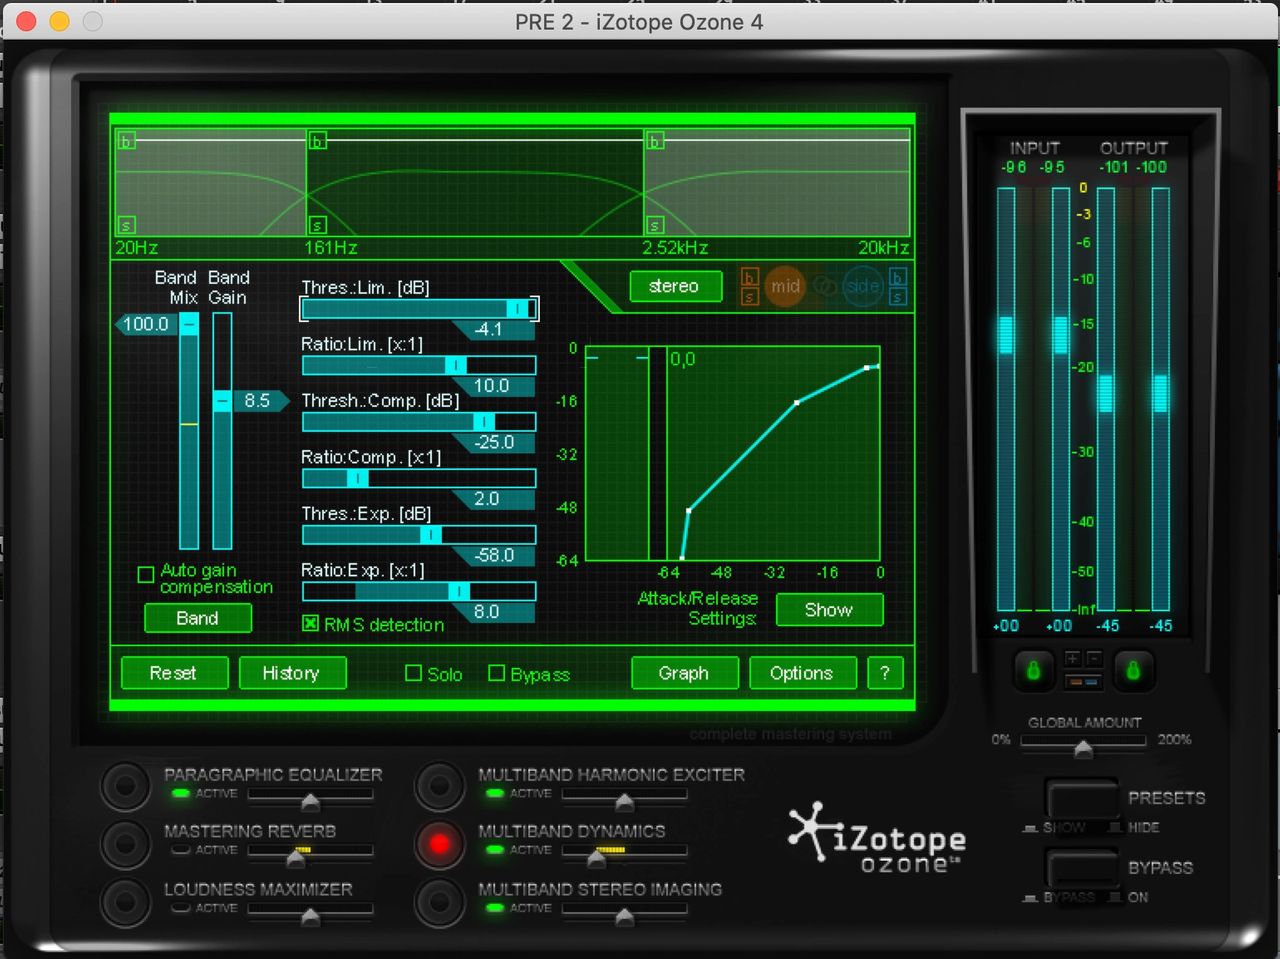 PRE 2 - iZotope Ozone 4
b
b
b
s
s
s
20Hz
161Hz
2.52kHz
20kHz
Band Mix
Band Gain
100.0
8.5
Thres.:Lim. [dB]
-4.1
Ratio:Lim. [x:1]
10.0
Thresh.:Comp. [dB]
-25.0
Ratio:Comp. [x:1]
2.0
Thres.:Exp. [dB]
-58.0
Ratio:Exp. [x:1]
8.0
RMS detection
Auto gain
compensation
Band
stereo
b
s
mid
side
b
s
0,0
0
-16
-32
-48
-64
-64 -48 -32 -16 0
Attack/Release
Settings:
Show
Reset
History
Solo
Bypass
Graph
Options
?
complete mastering system
INPUT
OUTPUT
-96 -95
-101 -100
0
-3
-6
-10
-15
-20
-30
-40
-50
-Inf
+00 +00
-45 -45
+ -
GLOBAL AMOUNT
0%
200%
PRESETS
SHOW
HIDE
BYPASS
BYPASS
ON
PARAGRAPHIC EQUALIZER
ACTIVE
MASTERING REVERB
ACTIVE
LOUDNESS MAXIMIZER
ACTIVE
MULTIBAND HARMONIC EXCITER
ACTIVE
MULTIBAND DYNAMICS
ACTIVE
MULTIBAND STEREO IMAGING
ACTIVE
iZotope
ozone™